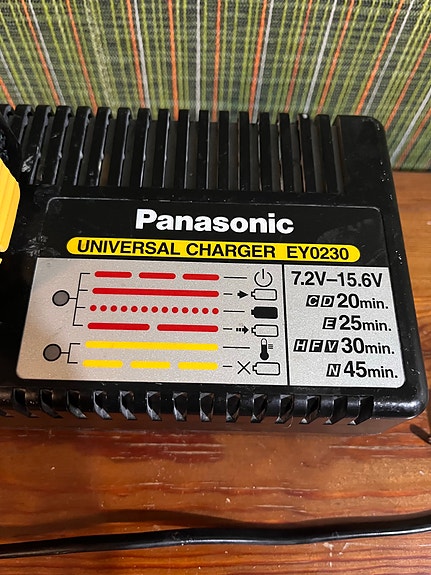 Panasonic
UNIVERSAL CHARGER EY0230
7.2V–15.6V
CD 20min.
E 25min.
HFV 30min.
N 45min.